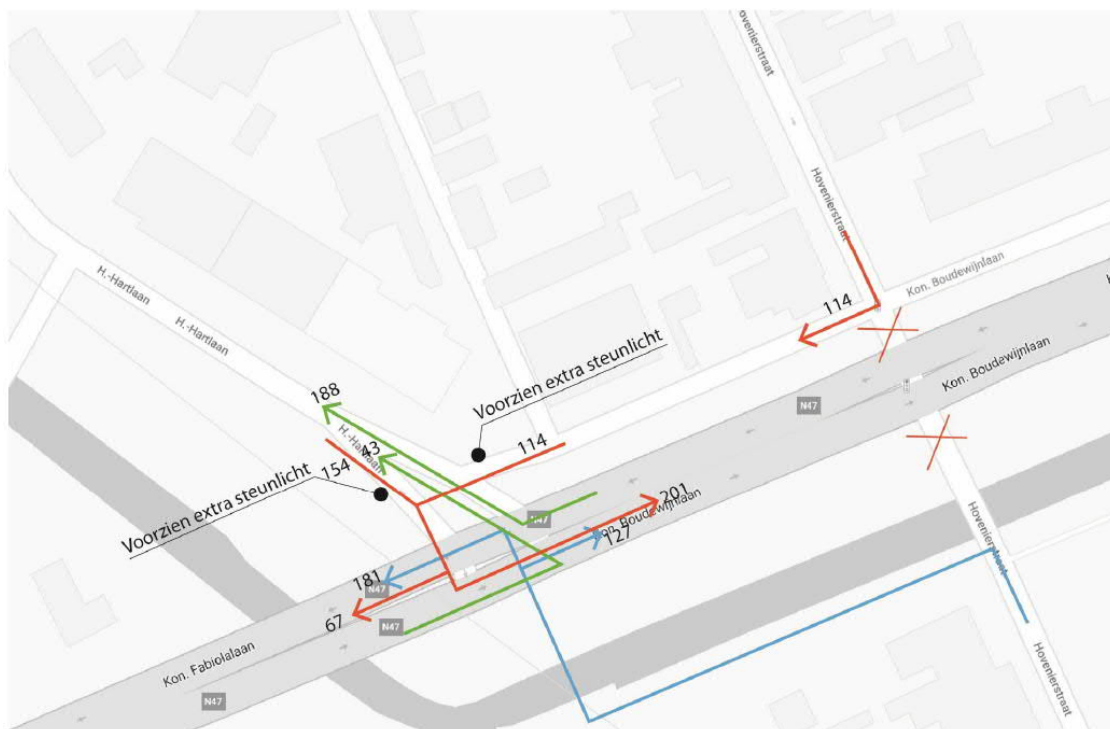 Hovenierstraat
Hovenierstraat
114
Kon. Boudewijnlaan
H.-Hartlaan
H.-Hartlaan
Voorzien extra steunlicht
Kon. Boudewijnlaan
188
N47
H.-Hartlaan
43
114
154
Voorzien extra steunlicht
201
N47
Kon. Boudewijnlaan
127
Hovenierstraat
181
N47
67
N47
Kon. Fabiolalaan
Hovenierstraat
N47